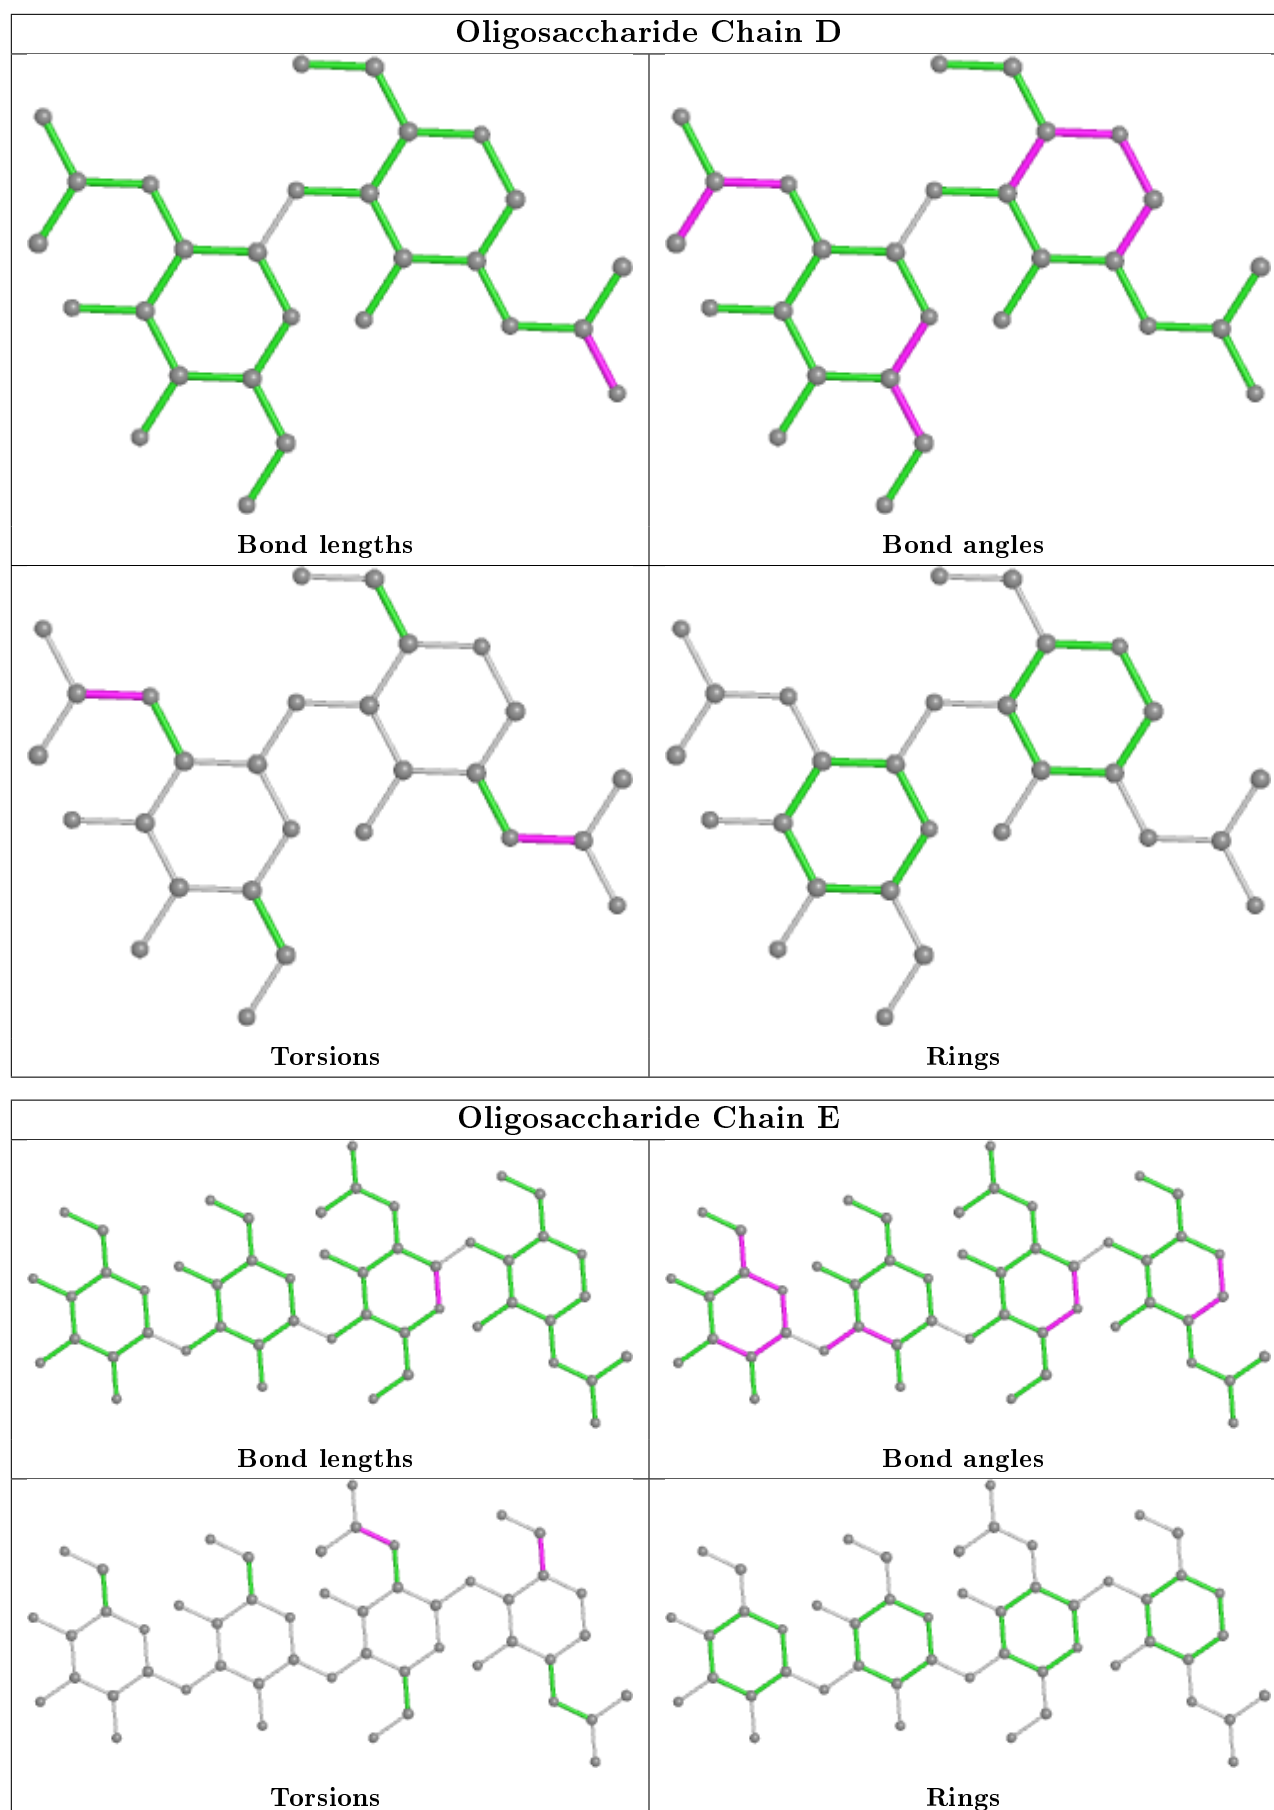 Oligosaccharide Chain D
Bond lengths
Bond angles
Torsions
Rings
Oligosaccharide Chain E
Bond lengths
Bond angles
Torsions
Rings